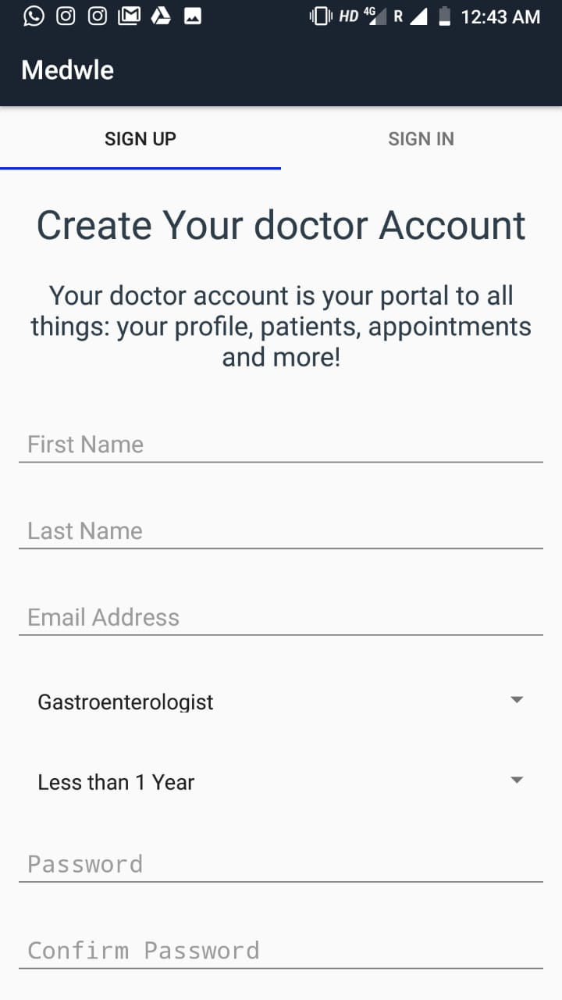 HD 4G R 12:43 AM
Medwle
SIGN UP SIGN IN
Create Your doctor Account
Your doctor account is your portal to all
things: your profile, patients, appointments
and more!
First Name
Last Name
Email Address
Gastroenterologist
Less than 1 Year
Password
Confirm Password